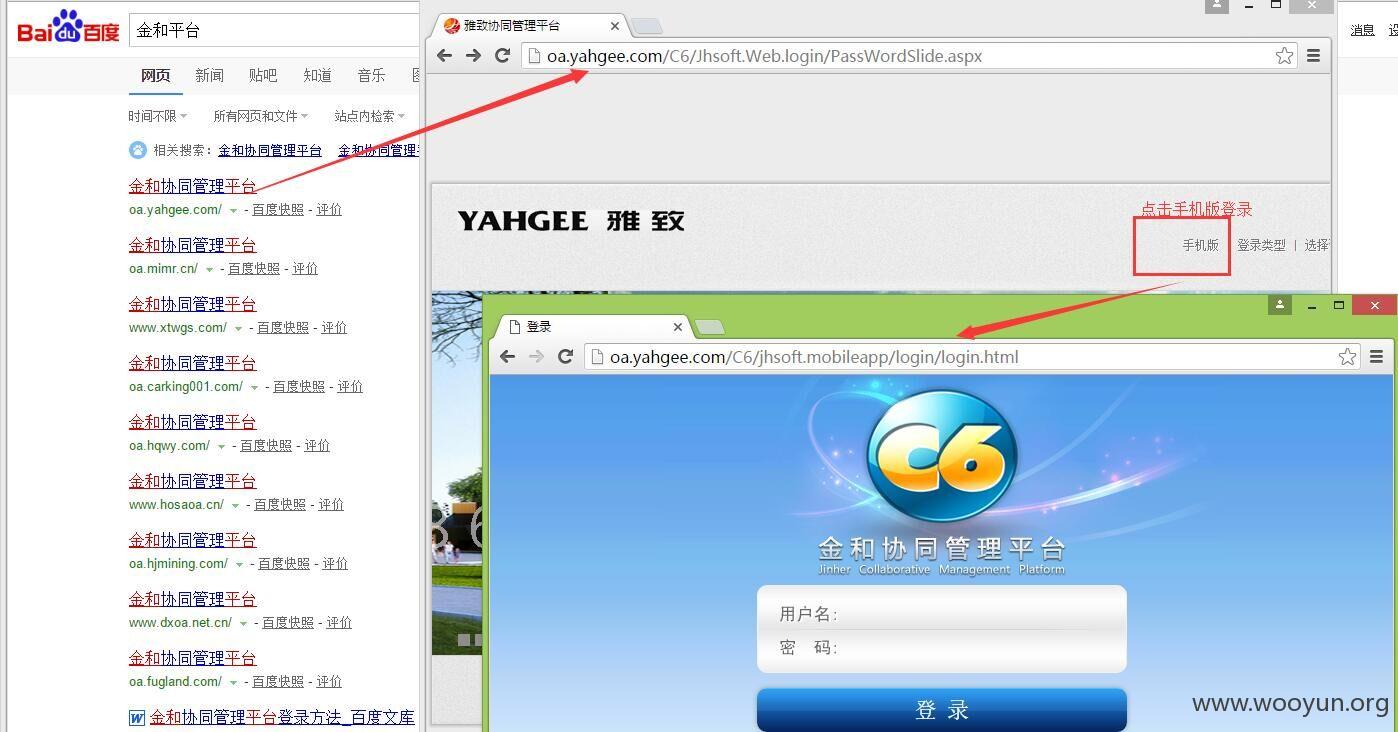 Bai du 百度
金和平台
网页 新闻 贴吧 知道 音乐
时间不限 所有网页和文件 站点内检索
相关搜索: 金和协同管理平台 金和协同管理
金和协同管理平台
oa.yahgee.com/ - 百度快照 - 评价
金和协同管理平台
oa.mimr.cn/ - 百度快照 - 评价
金和协同管理平台
www.xtwgs.com/ - 百度快照 - 评价
金和协同管理平台
oa.carking001.com/ - 百度快照 - 评价
金和协同管理平台
oa.hqwy.com/ - 百度快照 - 评价
金和协同管理平台
www.hosaoa.cn/ - 百度快照 - 评价
金和协同管理平台
oa.hjmining.com/ - 百度快照 - 评价
金和协同管理平台
www.dxoa.net.cn/ - 百度快照 - 评价
金和协同管理平台
oa.fugland.com/ - 百度快照 - 评价
W 金和协同管理平台登录方法_百度文库
雅致协同管理平台
oa.yahgee.com/C6/Jhsoft.Web.login/PassWordSlide.aspx
消息
YAHGEE 雅致
点击手机版登录
手机版 登录类型 | 选择
登录
oa.yahgee.com/C6/jhsoft.mobileapp/login/login.html
C6
金和协同管理平台
Jinher Collaborative Management Platform
用户名:
密 码:
登 录
www.wooyun.org